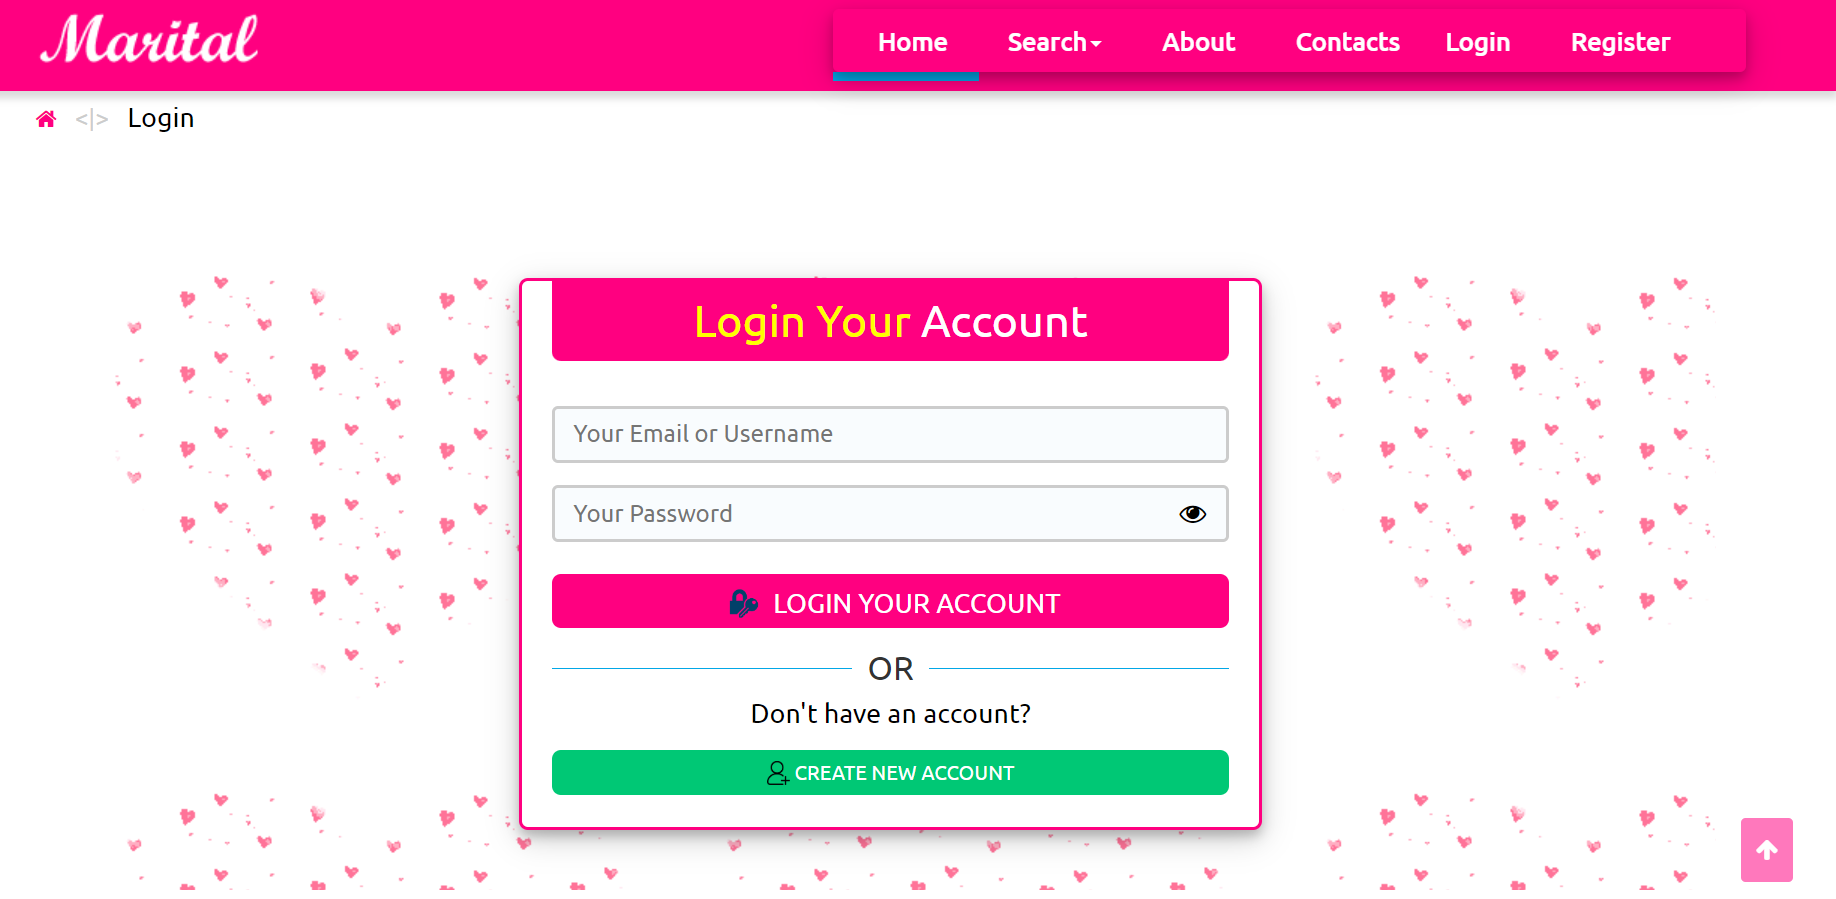 Marital
Home Search About Contacts Login Register
<|> Login
Login Your Account
Your Email or Username
Your Password
LOGIN YOUR ACCOUNT
OR
Don't have an account?
CREATE NEW ACCOUNT